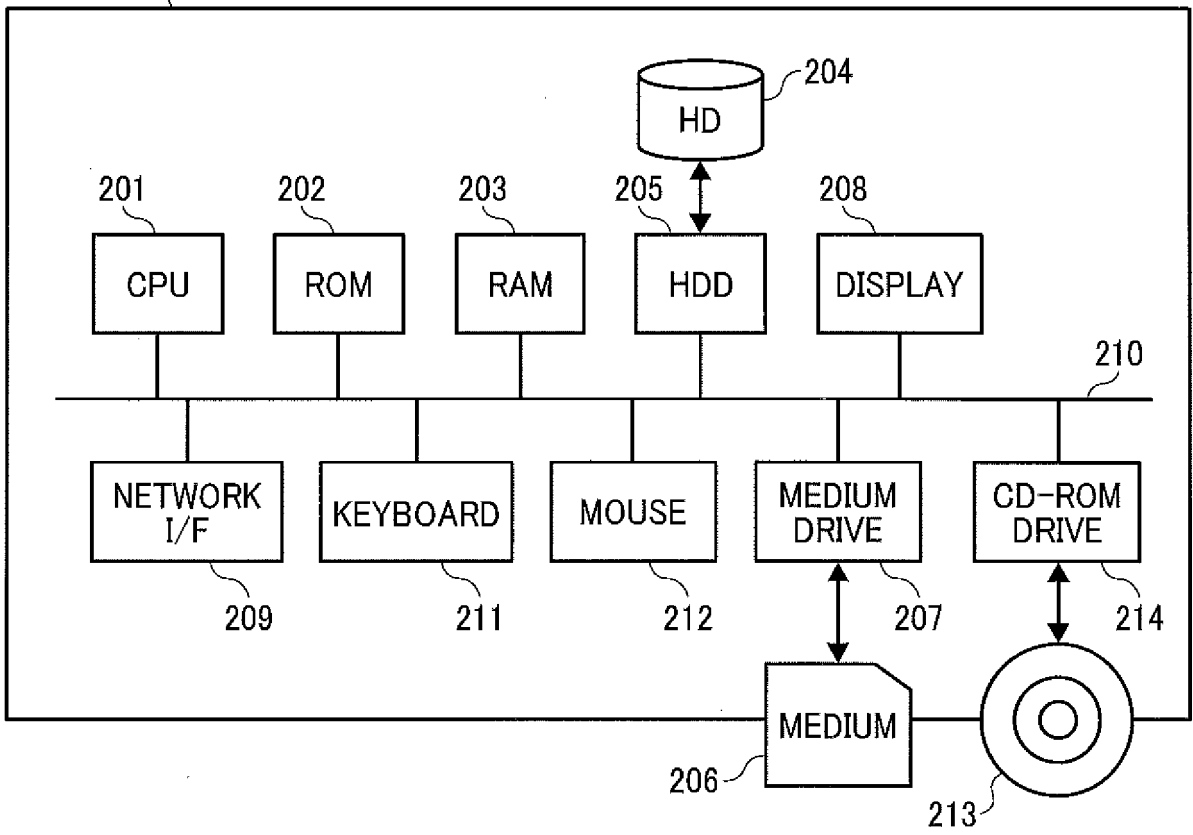 204
HD
201
202
203
205
208
CPU
ROM
RAM
HDD
DISPLAY
210
NETWORK
I/F
KEYBOARD
MOUSE
MEDIUM
DRIVE
CD-ROM
DRIVE
209
211
212
207
214
MEDIUM
206
213